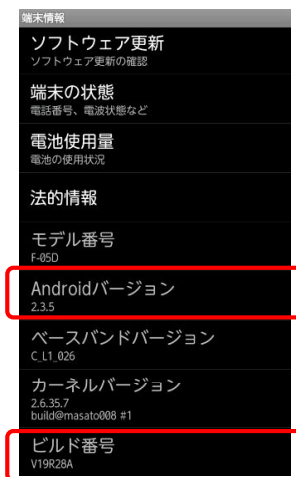 端末情報
ソフトウェア更新
ソフトウェア更新の確認
端末の状態
電話番号、電波状態など
電池使用量
電池の使用状況
法的情報
モデル番号
F-05D
Androidバージョン
2.3.5
ベースバンドバージョン
C_L1_026
カーネルバージョン
2.6.35.7
build@masato008 #1
ビルド番号
V19R28A